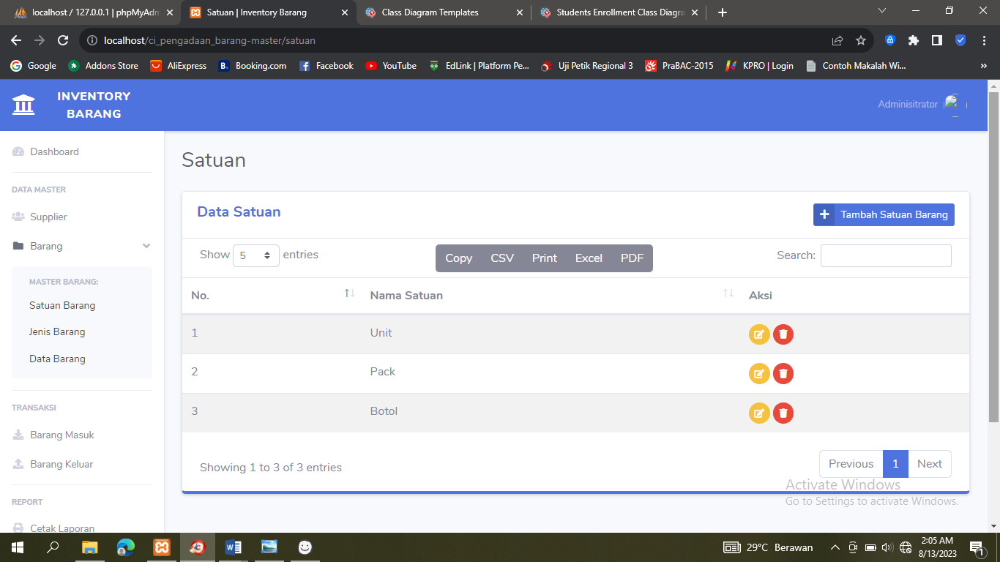 localhost / 127.0.0.1 | phpMyAdm
Satuan | Inventory Barang
Class Diagram Templates
Students Enrollment Class Diagra
localhost/ci_pengadaan_barang-master/satuan
Google
Addons Store
AliExpress
B.
Booking.com
Facebook
YouTube
EdLink | Platform Pe...
Uji Petik Regional 3
PraBAC-2015
KPRO | Login
Contoh Makalah Wi...
»
INVENTORY
BARANG
Adminisitrator
Dashboard
DATA MASTER
Supplier
Barang
MASTER BARANG:
Satuan Barang
Jenis Barang
Data Barang
TRANSAKSI
Barang Masuk
Barang Keluar
REPORT
Cetak Laporan
Satuan
Data Satuan
+ Tambah Satuan Barang
Show 5 entries
Copy CSV Print Excel PDF
Search:
No. Nama Satuan Aksi
1 Unit
2 Pack
3 Botol
Showing 1 to 3 of 3 entries
Previous 1 Next
Activate Windows
Go to Settings to activate Windows.
29°C Berawan
2:05 AM
8/13/2023
1